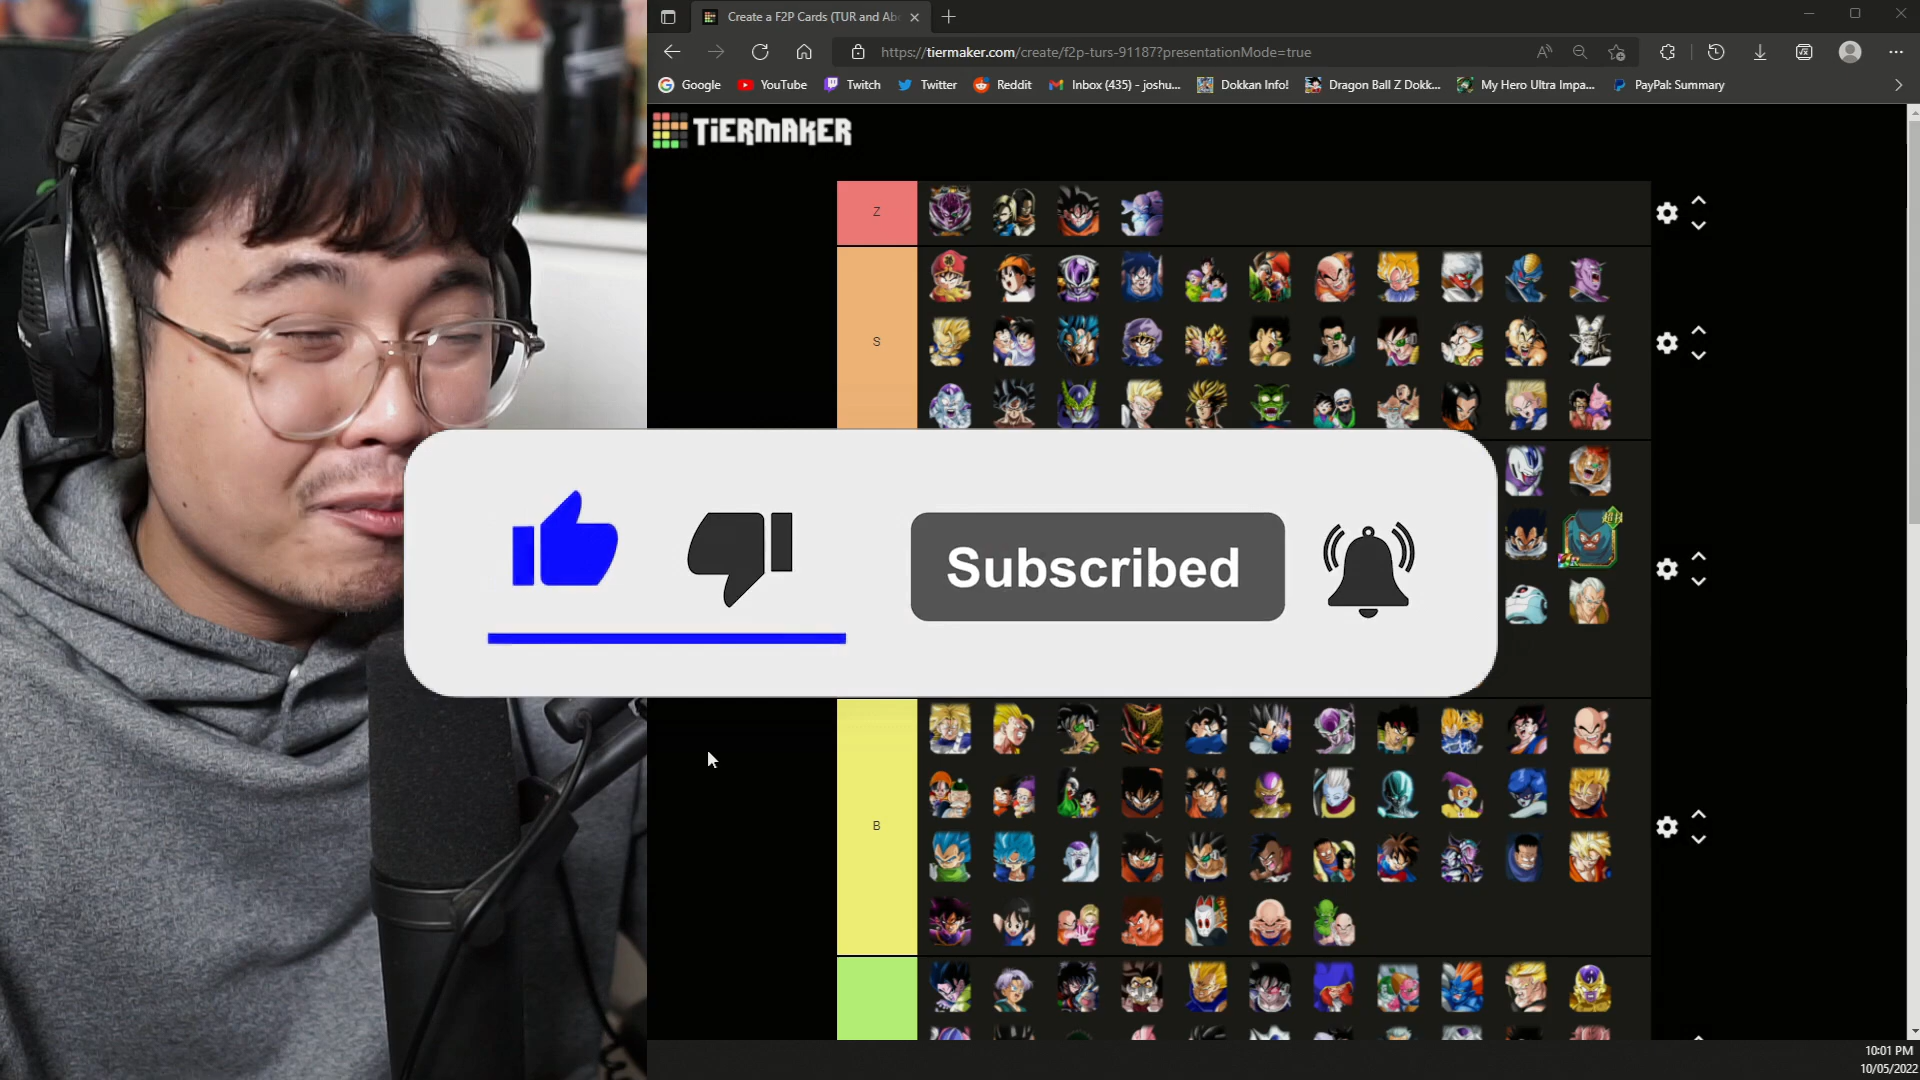 Create a F2P Cards (TUR and Ab
https://tiermaker.com/create/f2p-turs-91187?presentationMode=true
Google YouTube Twitch Twitter Reddit Inbox (435) - joshu... Dokkan Info! Dragon Ball Z Dokk... My Hero Ultra Impa... PayPal: Summary
TiERMAKER
Z
S
Subscribed
B
10:01 PM
10/05/2022